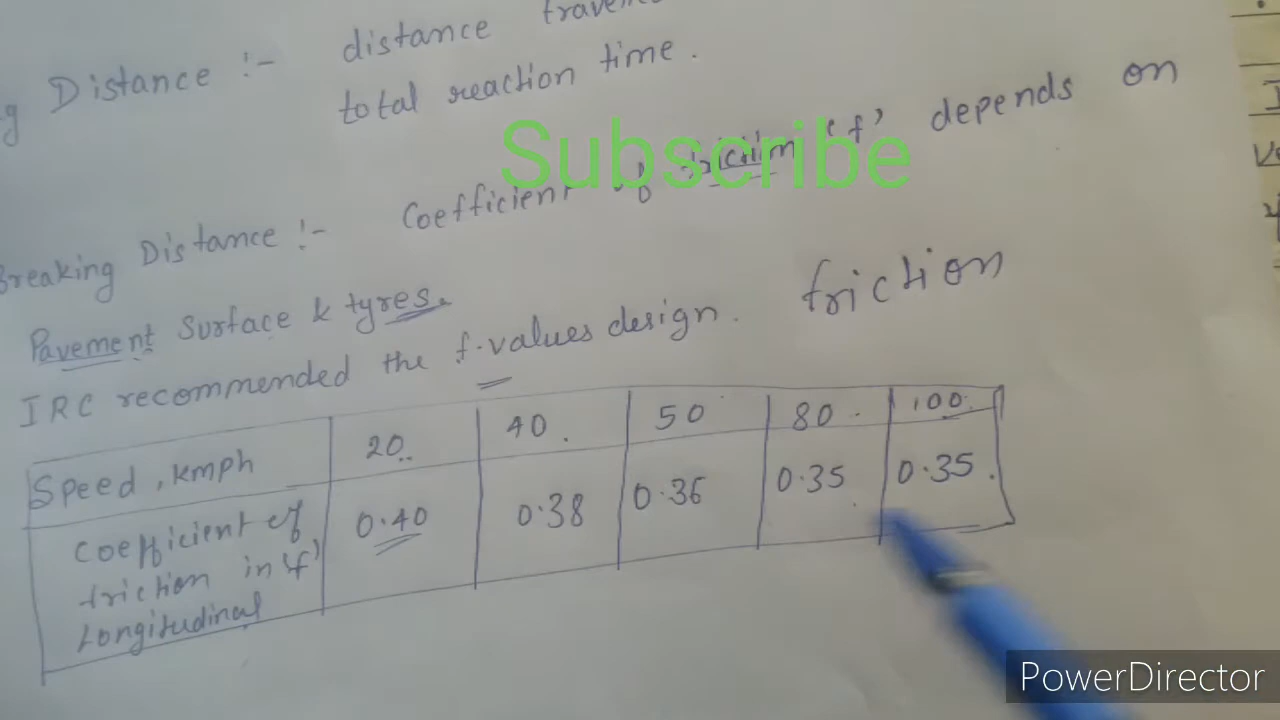 Distance :- distance
total reaction time.
Subscribe
Breaking Distance :- Coefficient of friction 'f' depends on
Pavement Surface & tyres.
friction
IRC recommended the f-values design.
Speed, kmph 20. 40. 50 80. 100.
Coefficient of friction in 'f' Longitudinal 0.40 0.38 0.36 0.35 0.35.
PowerDirector